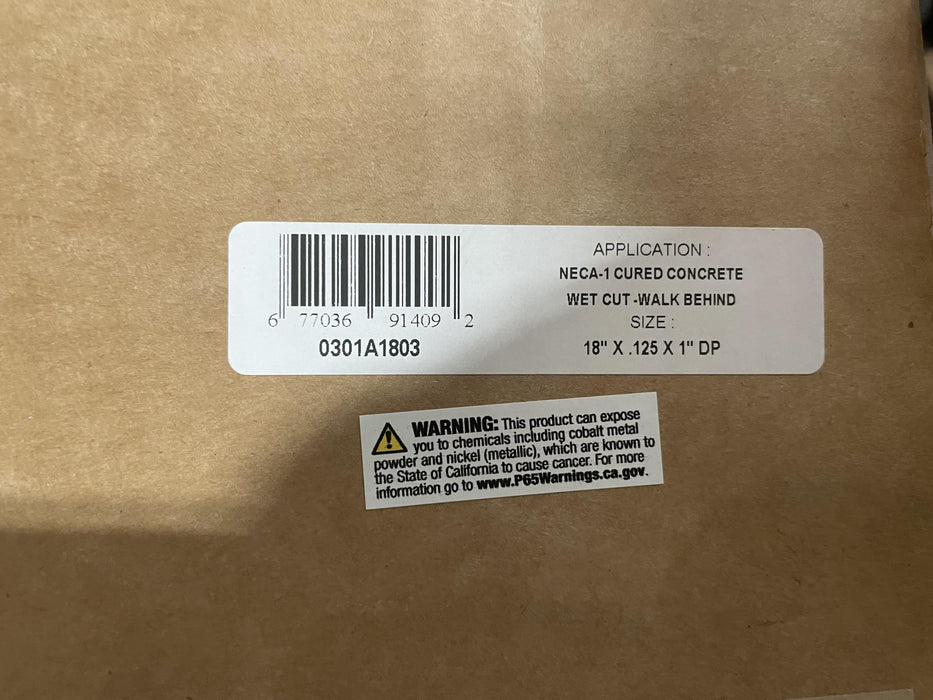 6 77036 91409 2
0301A1803
APPLICATION :
NECA-1 CURED CONCRETE
WET CUT -WALK BEHIND
SIZE :
18" X .125 X 1" DP
WARNING: This product can expose
you to chemicals including cobalt metal
powder and nickel (metallic), which are known to
the State of California to cause cancer. For more
information go to www.P65Warnings.ca.gov.